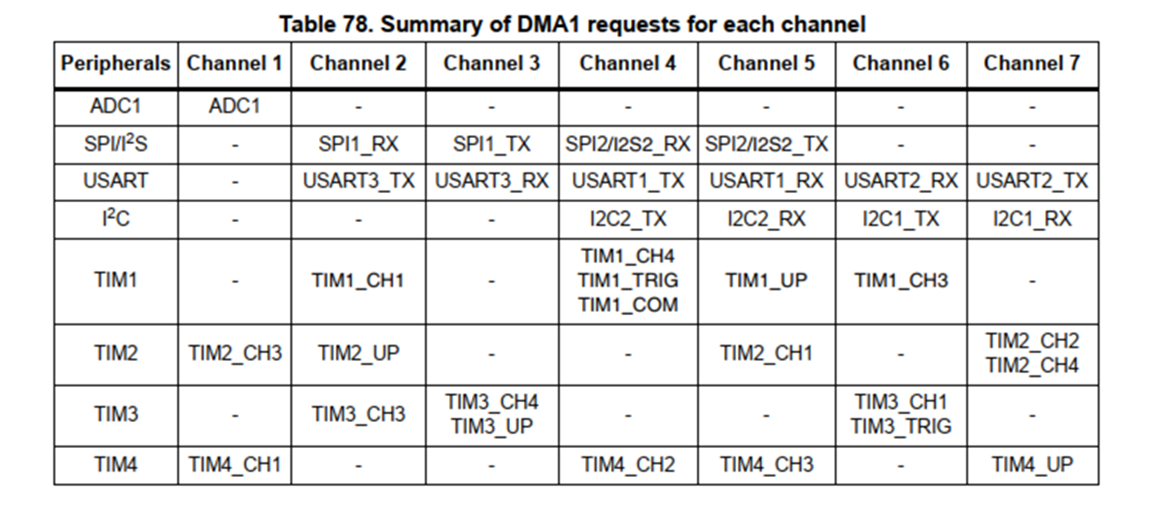 Table 78. Summary of DMA1 requests for each channel
Peripherals Channel 1 Channel 2 Channel 3 Channel 4 Channel 5 Channel 6 Channel 7
ADC1 ADC1 - - - - - -
SPI/I²S - SPI1_RX SPI1_TX SPI2/I2S2_RX SPI2/I2S2_TX - -
USART - USART3_TX USART3_RX USART1_TX USART1_RX USART2_RX USART2_TX
I²C - - - I2C2_TX I2C2_RX I2C1_TX I2C1_RX
TIM1 - TIM1_CH1 - TIM1_CH4 TIM1_TRIG TIM1_COM TIM1_UP TIM1_CH3 -
TIM2 TIM2_CH3 TIM2_UP - - TIM2_CH1 - TIM2_CH2 TIM2_CH4
TIM3 - TIM3_CH3 TIM3_CH4 TIM3_UP - - TIM3_CH1 TIM3_TRIG -
TIM4 TIM4_CH1 - - TIM4_CH2 TIM4_CH3 - TIM4_UP